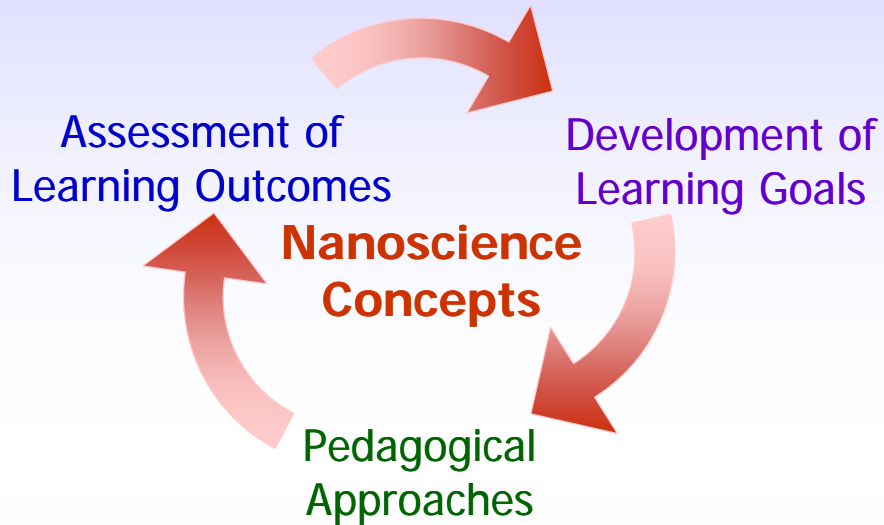 Assessment of
Learning Outcomes
Development of
Learning Goals
Nanoscience
Concepts
Pedagogical
Approaches